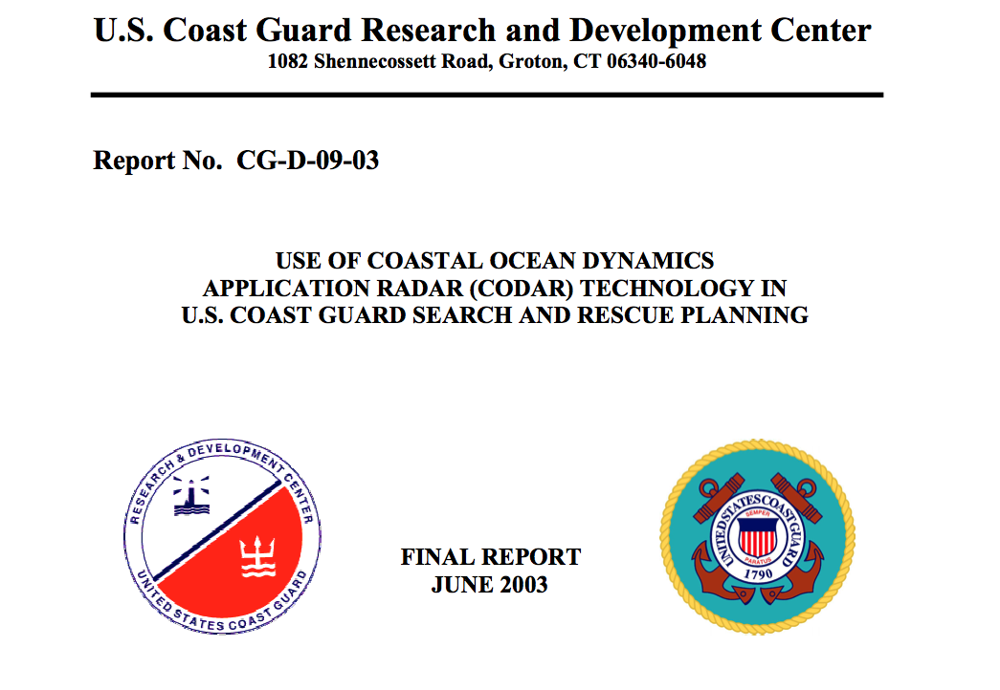 U.S. Coast Guard Research and Development Center
1082 Shennecossett Road, Groton, CT 06340-6048
Report No. CG-D-09-03
USE OF COASTAL OCEAN DYNAMICS
APPLICATION RADAR (CODAR) TECHNOLOGY IN
U.S. COAST GUARD SEARCH AND RESCUE PLANNING
RESEARCH & DEVELOPMENT CENTER
UNITED STATES COAST GUARD
FINAL REPORT
JUNE 2003
UNITED STATES COAST GUARD
SEMPER
PARATUS
1790